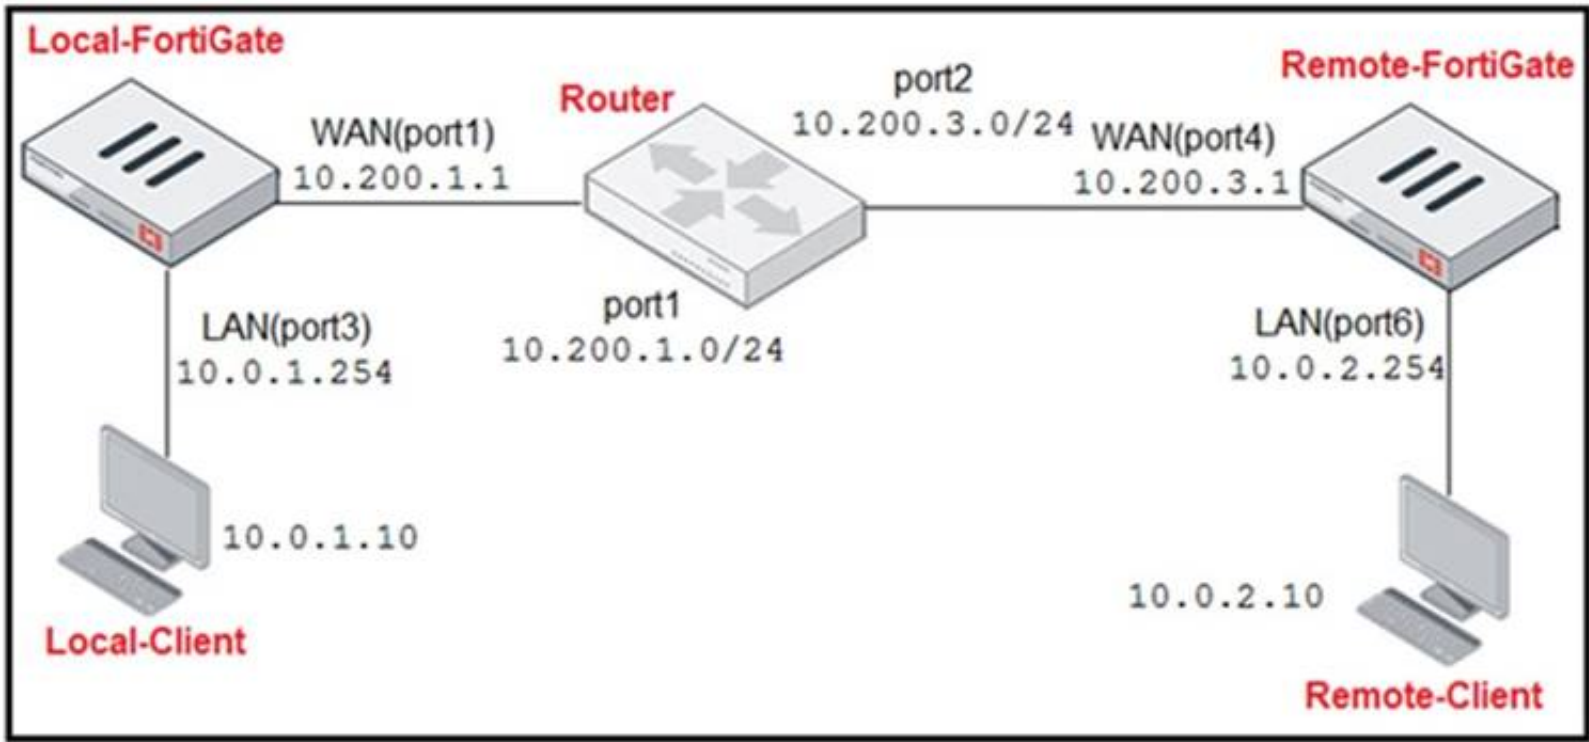 Local-FortiGate
WAN(port1)
10.200.1.1
Router
port2
10.200.3.0/24
WAN(port4)
10.200.3.1
Remote-FortiGate
LAN(port3)
10.0.1.254
port1
10.200.1.0/24
LAN(port6)
10.0.2.254
10.0.1.10
Local-Client
10.0.2.10
Remote-Client